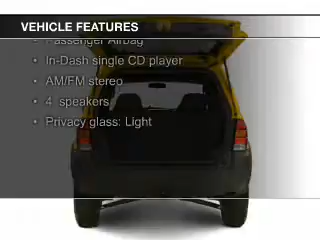 VEHICLE FEATURES
• Passenger Airbag
• In-Dash single CD player
• AM/FM stereo
• 4 speakers
• Privacy glass: Light